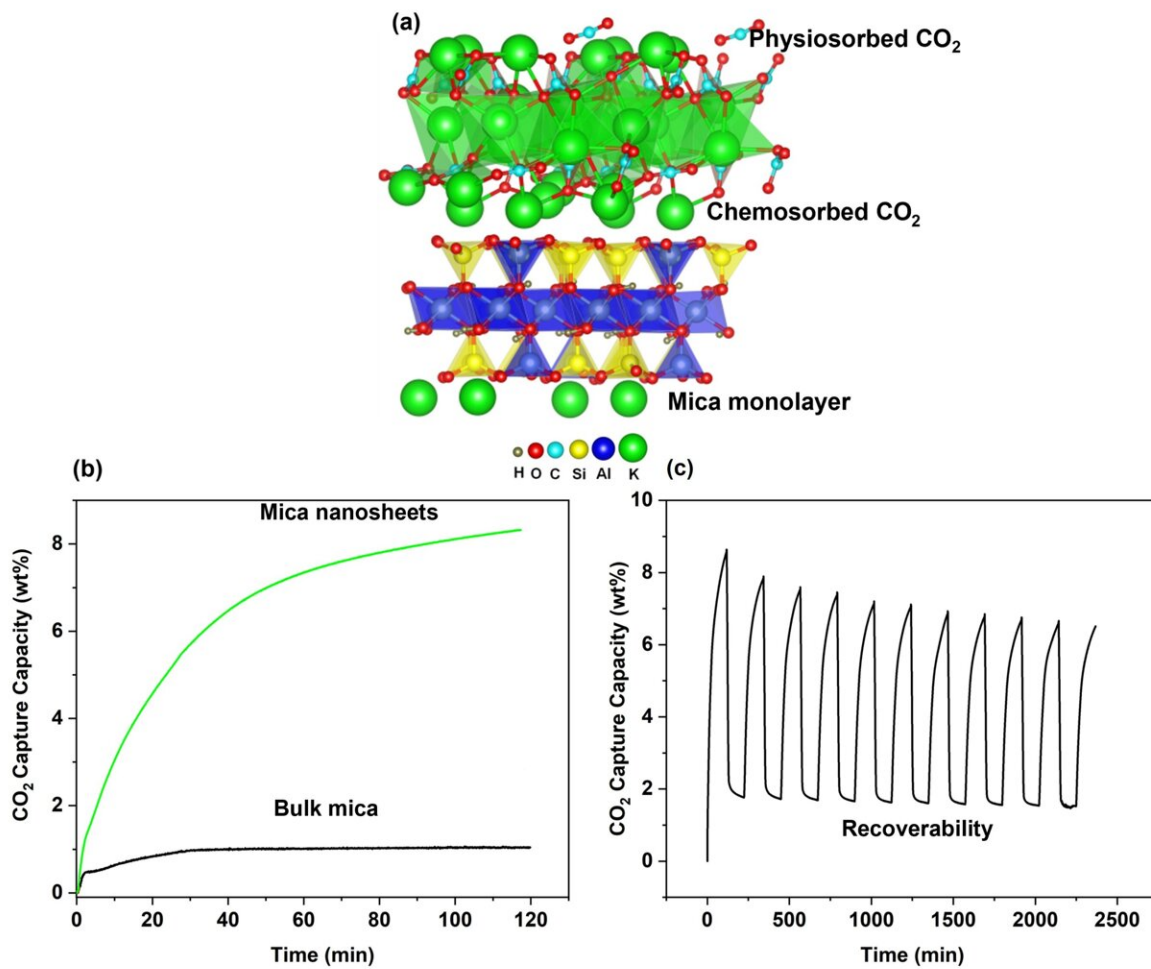 (a)
Physiosorbed CO₂
Chemosorbed CO₂
Mica monolayer
H O C Si Al K
(b)
Mica nanosheets
Bulk mica
CO₂ Capture Capacity (wt%)
8
6
4
2
0
0 20 40 60 80 100 120
Time (min)
(c)
Recoverability
CO₂ Capture Capacity (wt%)
10
8
6
4
2
0
0 500 1000 1500 2000 2500
Time (min)